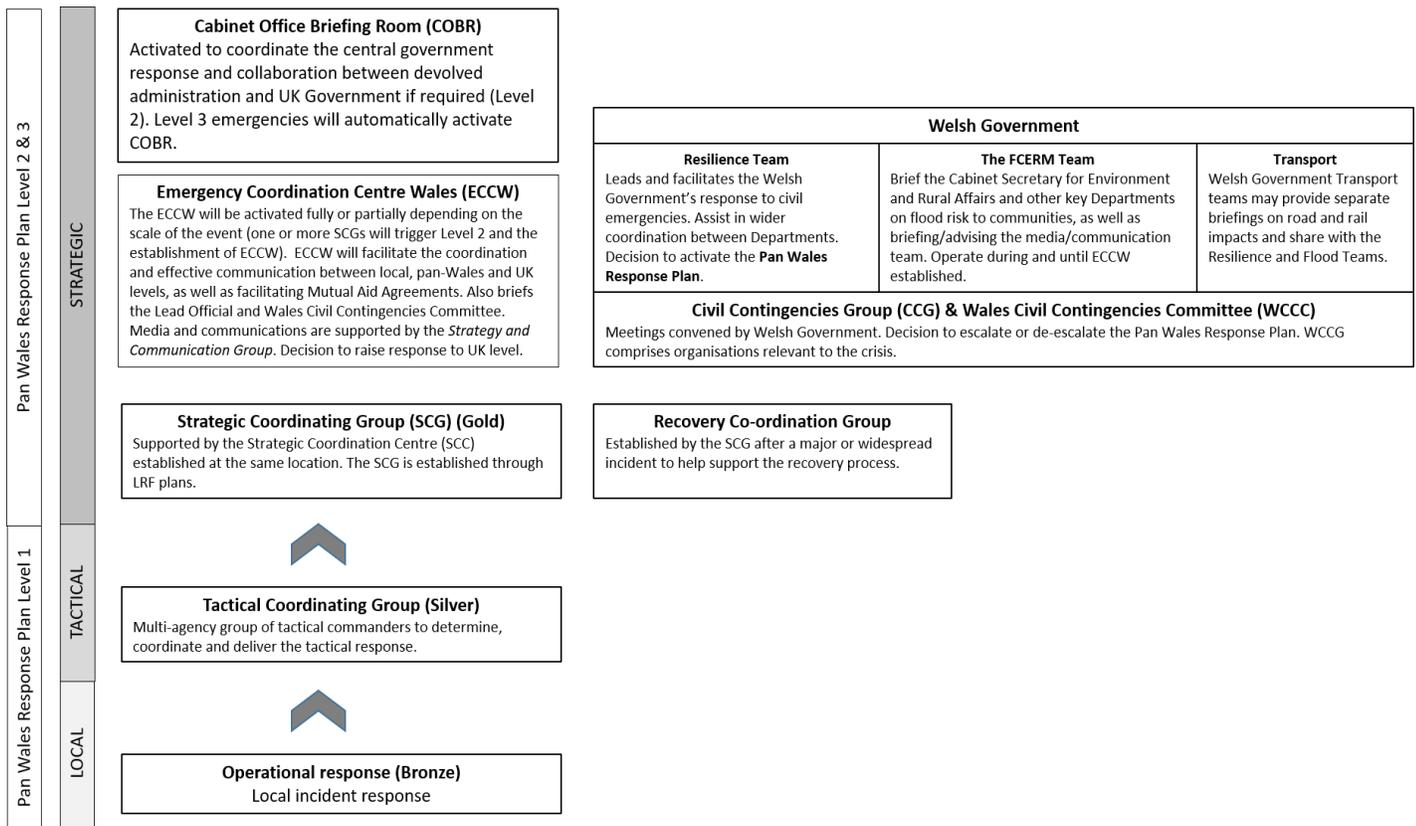 Pan Wales Response Plan Level 2 & 3
Pan Wales Response Plan Level 1
STRATEGIC
TACTICAL
LOCAL
Cabinet Office Briefing Room (COBR)
Activated to coordinate the central government
response and collaboration between devolved
administration and UK Government if required (Level
2). Level 3 emergencies will automatically activate
COBR.
Emergency Coordination Centre Wales (ECCW)
The ECCW will be activated fully or partially depending on the
scale of the event (one or more SCGs will trigger Level 2 and the
establishment of ECCW). ECCW will facilitate the coordination
and effective communication between local, pan-Wales and UK
levels, as well as facilitating Mutual Aid Agreements. Also briefs
the Lead Official and Wales Civil Contingencies Committee.
Media and communications are supported by the Strategy and
Communication Group. Decision to raise response to UK level.
Welsh Government
Resilience Team
Leads and facilitates the Welsh
Government's response to civil
emergencies. Assist in wider
coordination between Departments.
Decision to activate the Pan Wales
Response Plan.
The FCERM Team
Brief the Cabinet Secretary for Environment
and Rural Affairs and other key Departments
on flood risk to communities, as well as
briefing/advising the media/communication
team. Operate during and until ECCW
established.
Transport
Welsh Government Transport
teams may provide separate
briefings on road and rail
impacts and share with the
Resilience and Flood Teams.
Civil Contingencies Group (CCG) & Wales Civil Contingencies Committee (WCCC)
Meetings convened by Welsh Government. Decision to escalate or de-escalate the Pan Wales Response Plan. WCCG
comprises organisations relevant to the crisis.
Strategic Coordinating Group (SCG) (Gold)
Supported by the Strategic Coordination Centre (SCC)
established at the same location. The SCG is established through
LRF plans.
Recovery Co-ordination Group
Established by the SCG after a major or widespread
incident to help support the recovery process.
Tactical Coordinating Group (Silver)
Multi-agency group of tactical commanders to determine,
coordinate and deliver the tactical response.
Operational response (Bronze)
Local incident response